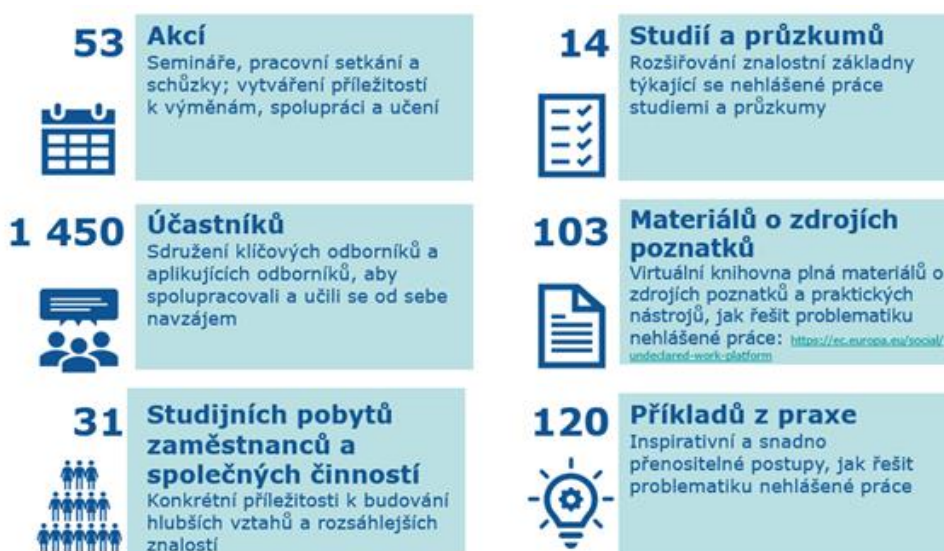 53
Akcí
Semináře, pracovní setkání a
schůzky; vytváření příležitostí
k výměnám, spolupráci a učení
14
Studií a průzkumů
Rozšiřování znalostní základny
týkající se nehlášené práce
studiemi a průzkumy
1 450
Účastníků
Sdružení klíčových odborníků a
aplikujících odborníků, aby
spolupracovali a učili se od sebe
navzájem
103
Materiálů o zdrojích
poznatků
Virtuální knihovna plná materiálů o
zdrojích poznatků a praktických
nástrojů, jak řešit problematiku
nehlášené práce: https://ec.europa.eu/social/
undeclared-work-platform
31
Studijních pobytů
zaměstnanců a
společných činností
Konkrétní příležitosti k budování
hlubších vztahů a rozsáhlejších
znalostí
120
Příkladů z praxe
Inspirativní a snadno
přenositelné postupy, jak řešit
problematiku nehlášené práce